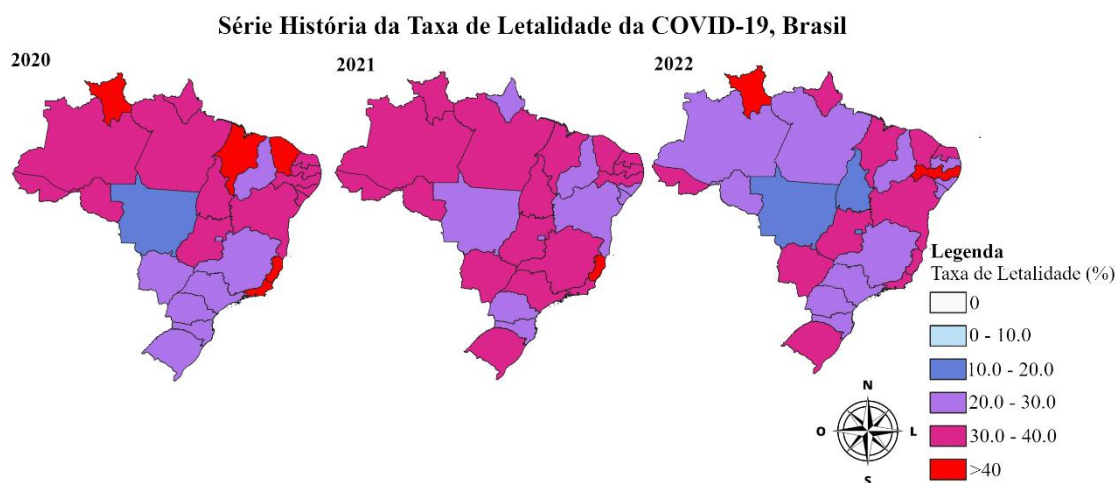 Série História da Taxa de Letalidade da COVID-19, Brasil
2020
2021
2022
Legenda
Taxa de Letalidade (%)
0
0 - 10.0
10.0 - 20.0
20.0 - 30.0
30.0 - 40.0
>40
N
O
L
S